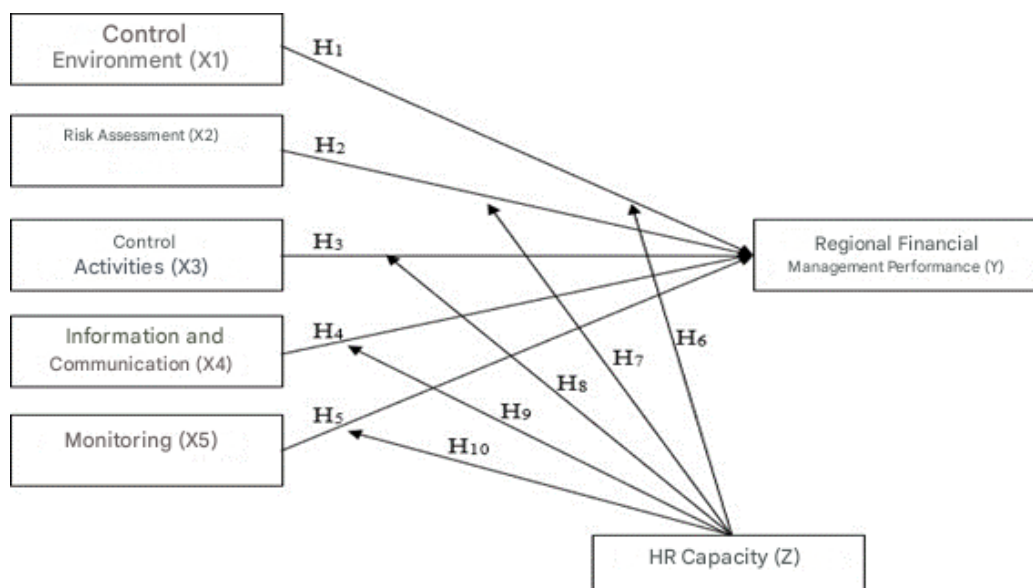 Control
Environment (X1)
H₁
Risk Assessment (X2)
H₂
Control
Activities (X3)
H₃
Regional Financial
Management Performance (Y)
Information and
Communication (X4)
H₄
H₆
H₇
H₈
Monitoring (X5)
H₅
H₉
H₁₀
HR Capacity (Z)